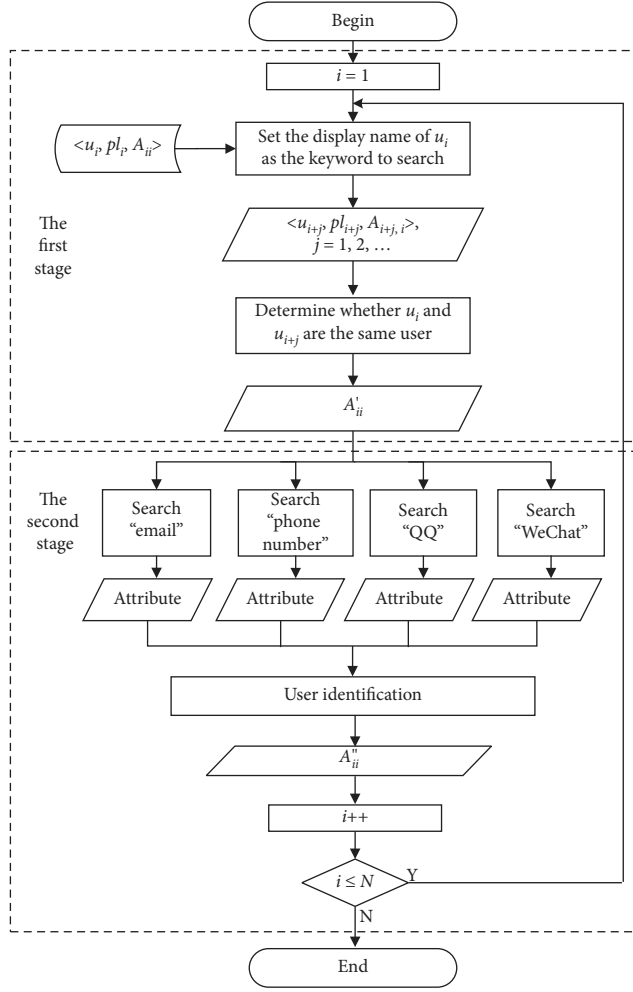 Begin
i = 1
<u_i, pl_i, A_ii>
Set the display name of u_i
as the keyword to search
<u_i+j, pl_i+j, A_i+j, i>,
j = 1, 2, ...
The
first
stage
Determine whether u_i and
u_i+j are the same user
A'_ii
The
second
stage
Search
“email”
Search
“phone
number”
Search
“QQ”
Search
“WeChat”
Attribute
Attribute
Attribute
Attribute
User identification
A"_ii
i++
i ≤ N
Y
N
End